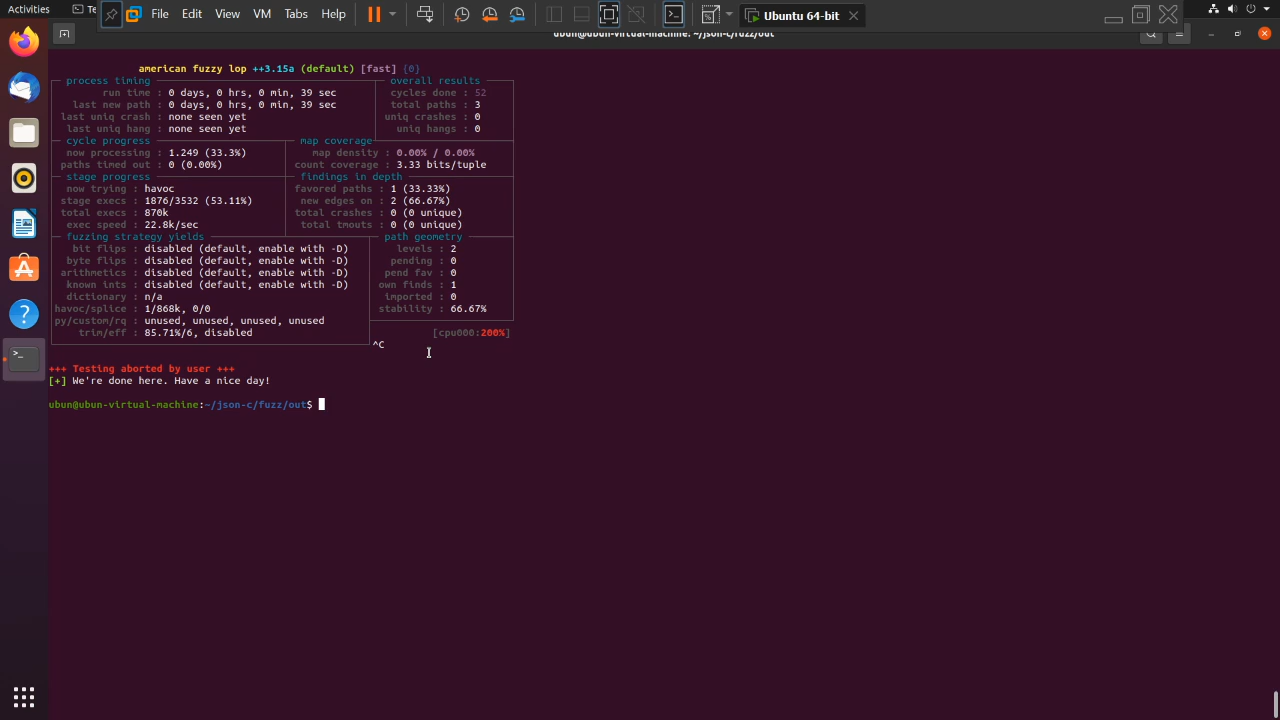 Activities
Te
File Edit View VM Tabs Help
Ubuntu 64-bit
ubun@ubun-virtual-machine: ~/json-c/fuzz/out
american fuzzy lop ++3.15a (default) [fast] {0}
process timing overall results
run time : 0 days, 0 hrs, 0 min, 39 sec cycles done : 52
last new path : 0 days, 0 hrs, 0 min, 39 sec total paths : 3
last uniq crash : none seen yet uniq crashes : 0
last uniq hang : none seen yet uniq hangs : 0
cycle progress map coverage
now processing : 1.249 (33.3%) map density : 0.00% / 0.00%
paths timed out : 0 (0.00%) count coverage : 3.33 bits/tuple
stage progress findings in depth
now trying : havoc favored paths : 1 (33.33%)
stage execs : 1876/3532 (53.11%) new edges on : 2 (66.67%)
total execs : 870k total crashes : 0 (0 unique)
exec speed : 22.8k/sec total tmouts : 0 (0 unique)
fuzzing strategy yields path geometry
bit flips : disabled (default, enable with -D) levels : 2
byte flips : disabled (default, enable with -D) pending : 0
arithmetics : disabled (default, enable with -D) pend fav : 0
known ints : disabled (default, enable with -D) own finds : 1
dictionary : n/a imported : 0
havoc/splice : 1/868k, 0/0 stability : 66.67%
py/custom/rq : unused, unused, unused, unused
trim/eff : 85.71%/6, disabled [cpu000:200%]
^C
+++ Testing aborted by user +++
[+] We're done here. Have a nice day!
ubun@ubun-virtual-machine:~/json-c/fuzz/out$